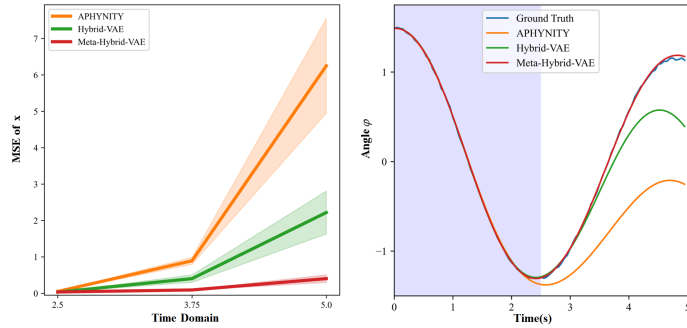 APHYNITY
Hybrid-VAE
Meta-Hybrid-VAE
MSE of x
7
6
5
4
3
2
1
0
2.5
3.75
5.0
Time Domain
Ground Truth
APHYNITY
Hybrid-VAE
Meta-Hybrid-VAE
Angle φ
1
0
−1
0
1
2
3
4
5
Time(s)